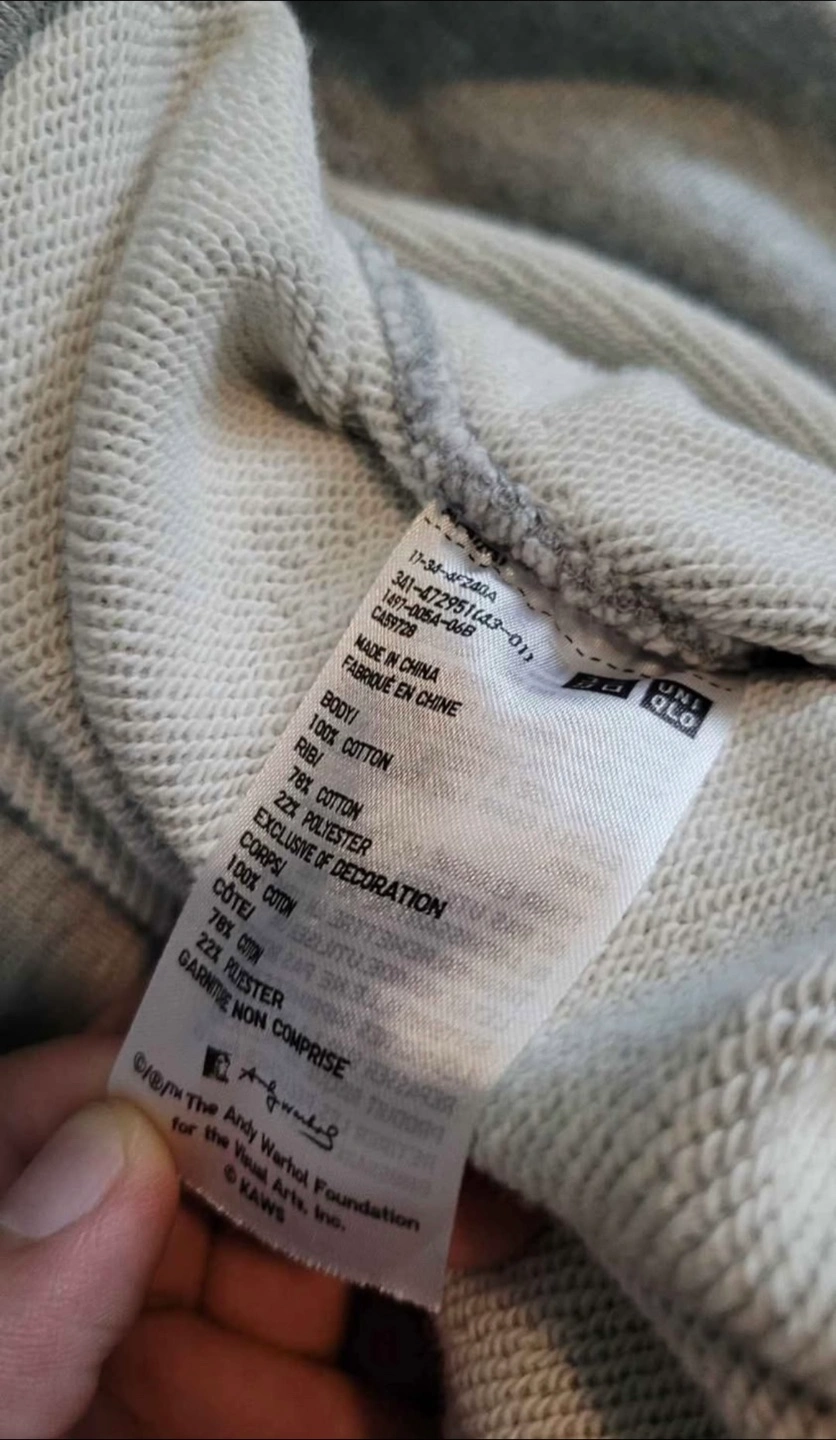 341-472951(43-01)
1497-005A-06B
CA59728
MADE IN CHINA
FABRIQUÉ EN CHINE
UNI
QLO
BODY/
100% COTTON
RIB/
78% COTTON
22% POLYESTER
EXCLUSIVE OF DECORATION
CORPS/
100% COTON
CÔTE/
78% COTON
22% POLYESTER
GARNITURE NON COMPRISE
Andy Warhol
©/®/™ The Andy Warhol Foundation
for the Visual Arts, Inc.
© KAWS